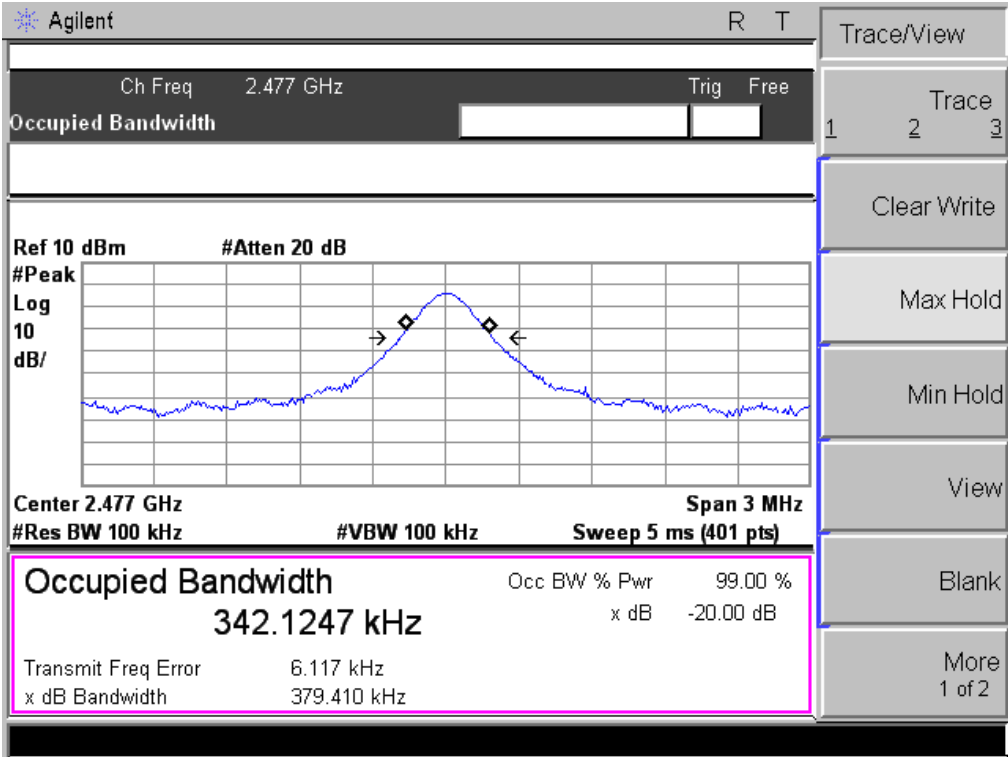 Agilent R T
Trace/View
Ch Freq 2.477 GHz Trig Free
Occupied Bandwidth
Trace
1 2 3
Clear Write
Ref 10 dBm #Atten 20 dB
#Peak
Log
10
dB/
Max Hold
Min Hold
View
Center 2.477 GHz Span 3 MHz
#Res BW 100 kHz #VBW 100 kHz Sweep 5 ms (401 pts)
Occupied Bandwidth
342.1247 kHz
Occ BW % Pwr 99.00 %
x dB -20.00 dB
Transmit Freq Error 6.117 kHz
x dB Bandwidth 379.410 kHz
Blank
More
1 of 2